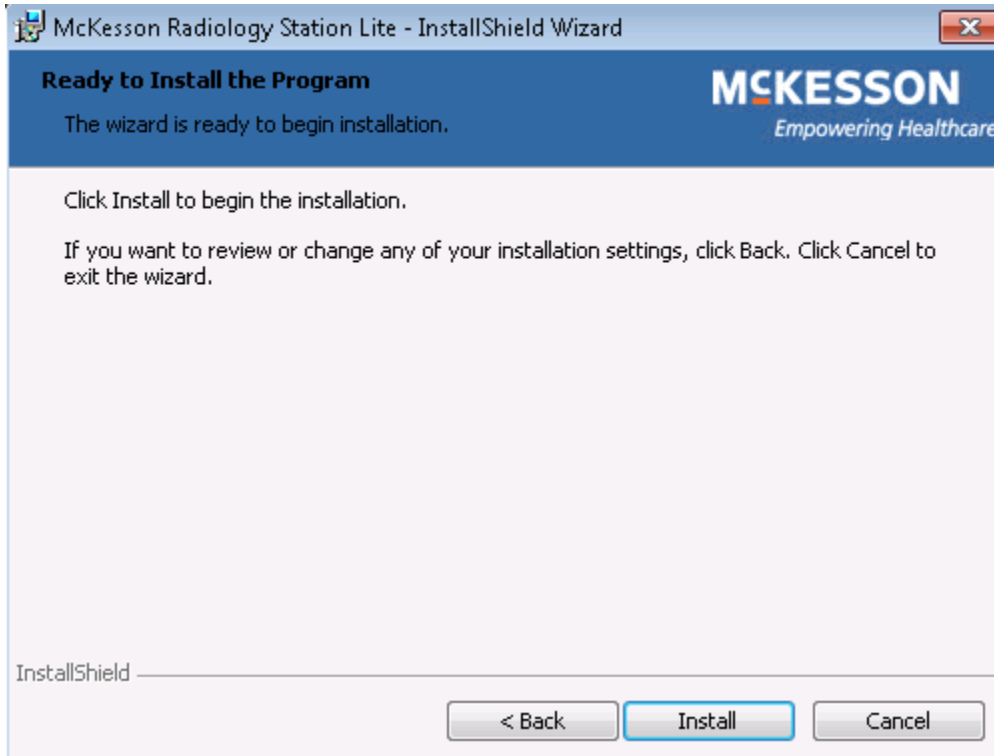 McKesson Radiology Station Lite - InstallShield Wizard
Ready to Install the Program
The wizard is ready to begin installation.
MCKESSON
Empowering Healthcare
Click Install to begin the installation.
If you want to review or change any of your installation settings, click Back. Click Cancel to
exit the wizard.
InstallShield
< Back
Install
Cancel